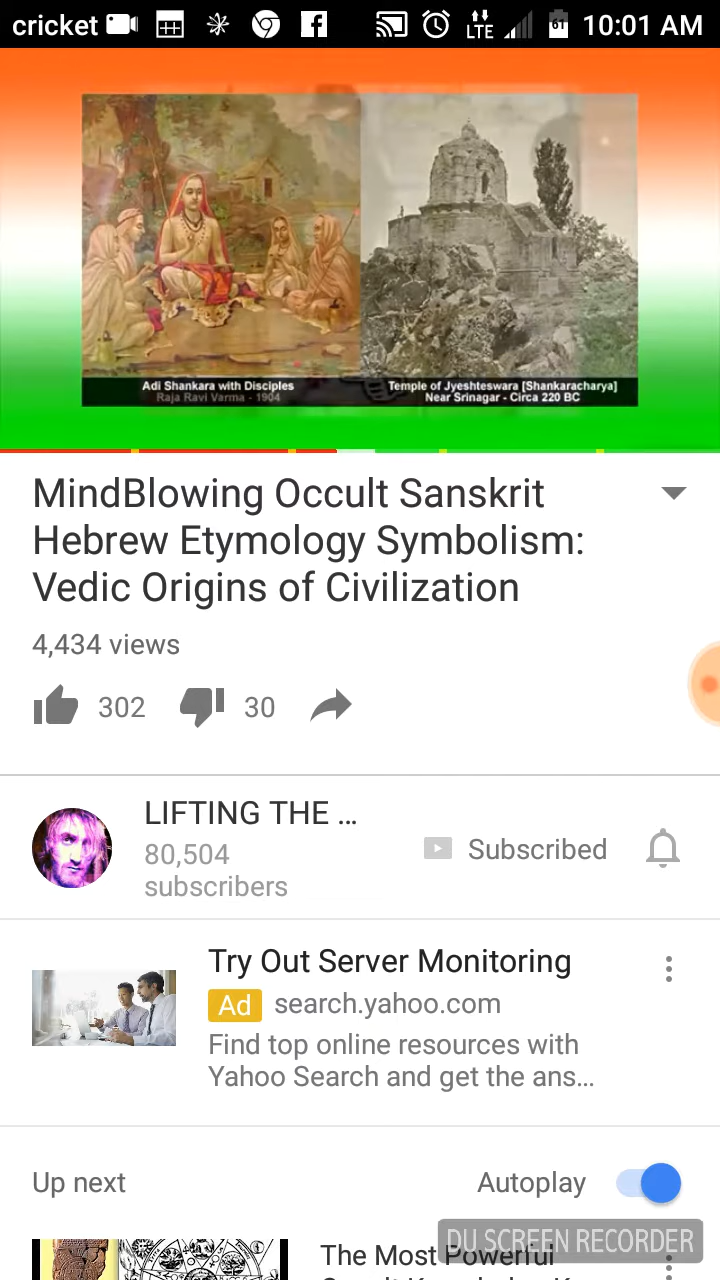 cricket
LTE
61
10:01 AM
Adi Shankara with Disciples
Raja Ravi Varma - 1904
Temple of Jyeshteswara [Shankaracharya]
Near Srinagar - Circa 220 BC
MindBlowing Occult Sanskrit
Hebrew Etymology Symbolism:
Vedic Origins of Civilization
4,434 views
302
30
LIFTING THE ...
80,504
subscribers
Subscribed
Try Out Server Monitoring
Ad search.yahoo.com
Find top online resources with
Yahoo Search and get the ans...
Up next
Autoplay
DU SCREEN RECORDER
The Most Powerful